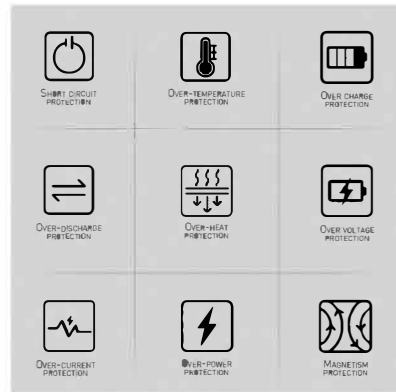 SHORT CIRCUIT
PROTECTION
OVER-TEMPERATURE
PROTECTION
OVER CHARGE
PROTECTION
OVER-DISCHARGE
PROTECTION
OVER-HEAT
PROTECTION
OVER VOLTAGE
PROTECTION
OVER-CURRENT
PROTECTION
OVER-POWER
PROTECTION
MAGNETISM
PROTECTION